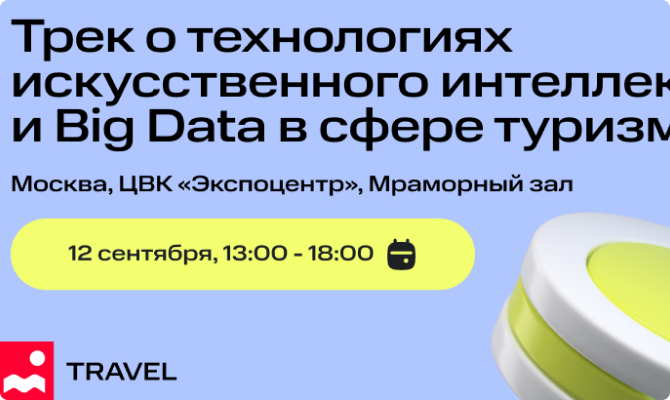 Трек о технологиях
искусственного интеллек
и Big Data в сфере туризм
Москва, ЦВК «Экспоцентр», Мраморный зал
12 сентября, 13:00 - 18:00
TRAVEL